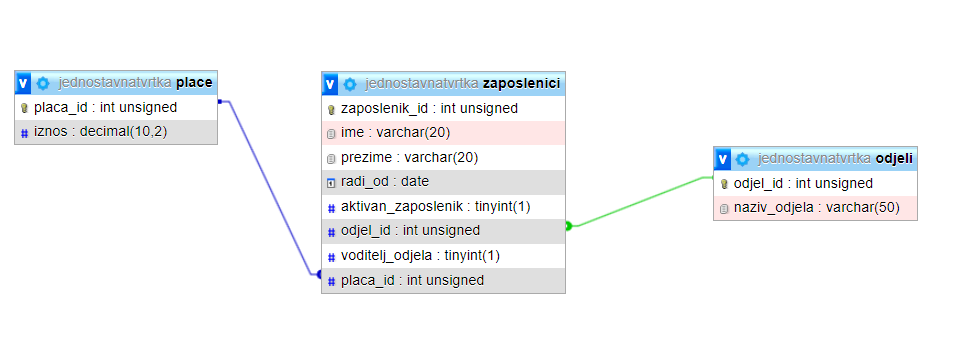 v jednostavnatvrtka place
placa_id : int unsigned
# iznos : decimal(10,2)
v jednostavnatvrtka zaposlenici
zaposlenik_id : int unsigned
ime : varchar(20)
prezime : varchar(20)
radi_od : date
# aktivan_zaposlenik : tinyint(1)
# odjel_id : int unsigned
# voditelj_odjela : tinyint(1)
# placa_id : int unsigned
v jednostavnatvrtka odjeli
odjel_id : int unsigned
naziv_odjela : varchar(50)